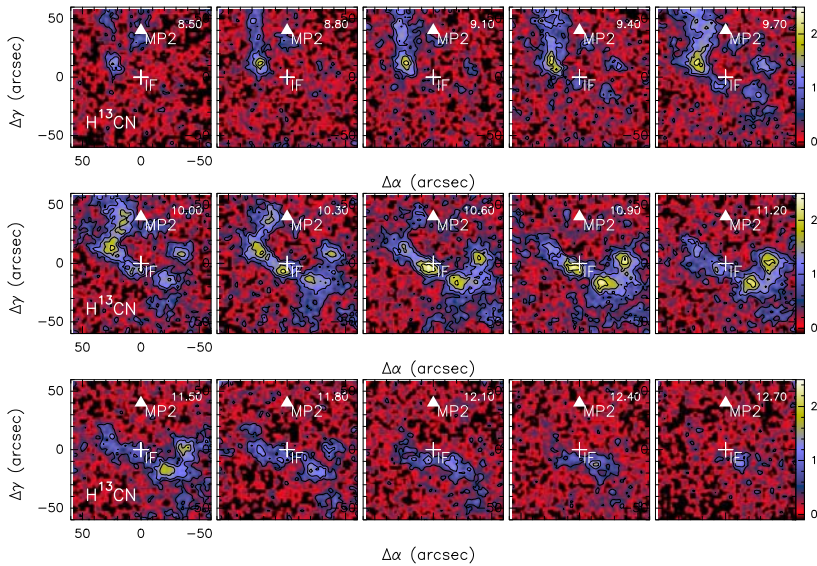 8.50 8.80 9.10 9.40 9.70
50 MP2 MP2 MP2 MP2 MP2 2
Δγ (arcsec) 0 IF IF IF IF IF 1
−50 H¹³CN 0
50 0 −50
Δα (arcsec)
10.00 10.30 10.60 10.90 11.20
50 MP2 MP2 MP2 MP2 MP2 2
Δγ (arcsec) 0 IF IF IF IF IF 1
−50 H¹³CN 0
50 0 −50
Δα (arcsec)
11.50 11.80 12.10 12.40 12.70
50 MP2 MP2 MP2 MP2 MP2 2
Δγ (arcsec) 0 IF IF IF IF IF 1
−50 H¹³CN 0
50 0 −50
Δα (arcsec)